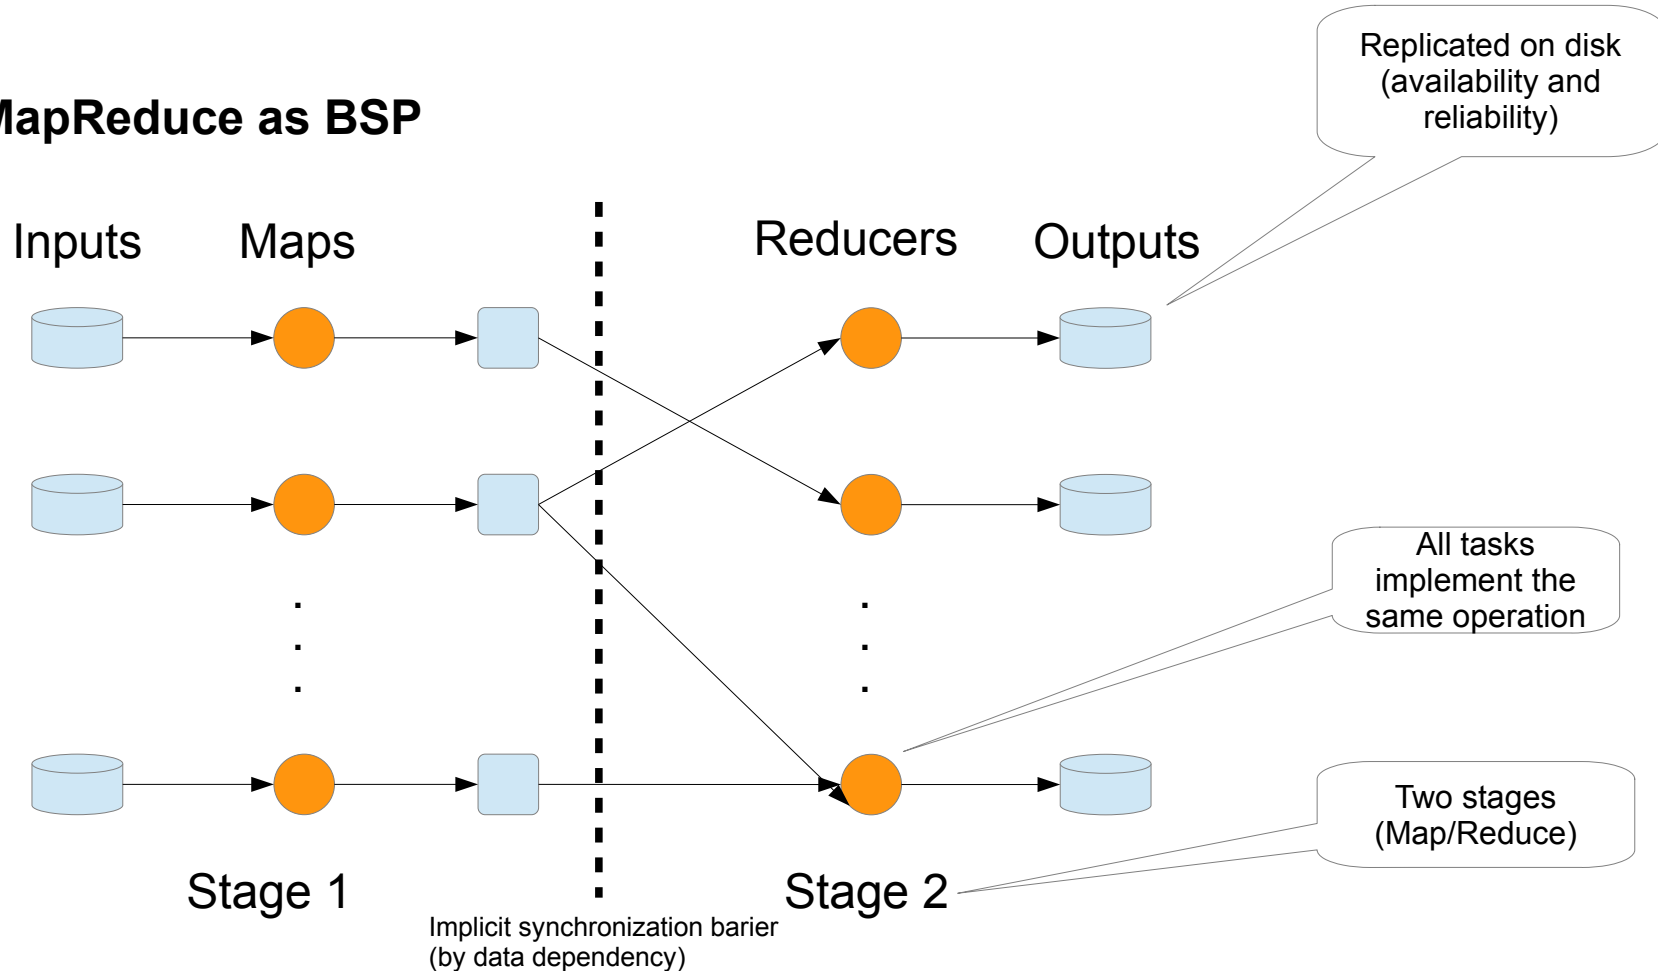 Replicated on disk
(availability and
reliability)
MapReduce as BSP
Inputs
Maps
Reducers
Outputs
.
.
.
.
.
.
All tasks
implement the
same operation
Two stages
(Map/Reduce)
Stage 1
Stage 2
Implicit synchronization barier
(by data dependency)